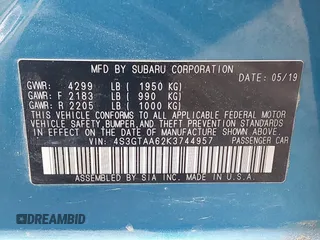 MFD. BY SUBARU CORPORATION
GVWR: 4299 LB ( 1950 KG) DATE: 05/19
GAWR: F 2183 LB ( 990 KG)
GAWR: R 2205 LB ( 1000 KG)
THIS VEHICLE CONFORMS TO ALL APPLICABLE
FEDERAL MOTOR VEHICLE SAFETY, BUMPER, AND
THEFT PREVENTION STANDARDS IN EFFECT ON
THE DATE OF MANUFACTURE SHOWN ABOVE.
VIN: 4S3GTAA62K3744957 PASSENGER CAR
ASSEMBLED BY SIA INC. MADE IN U.S.A.
DREAMBID